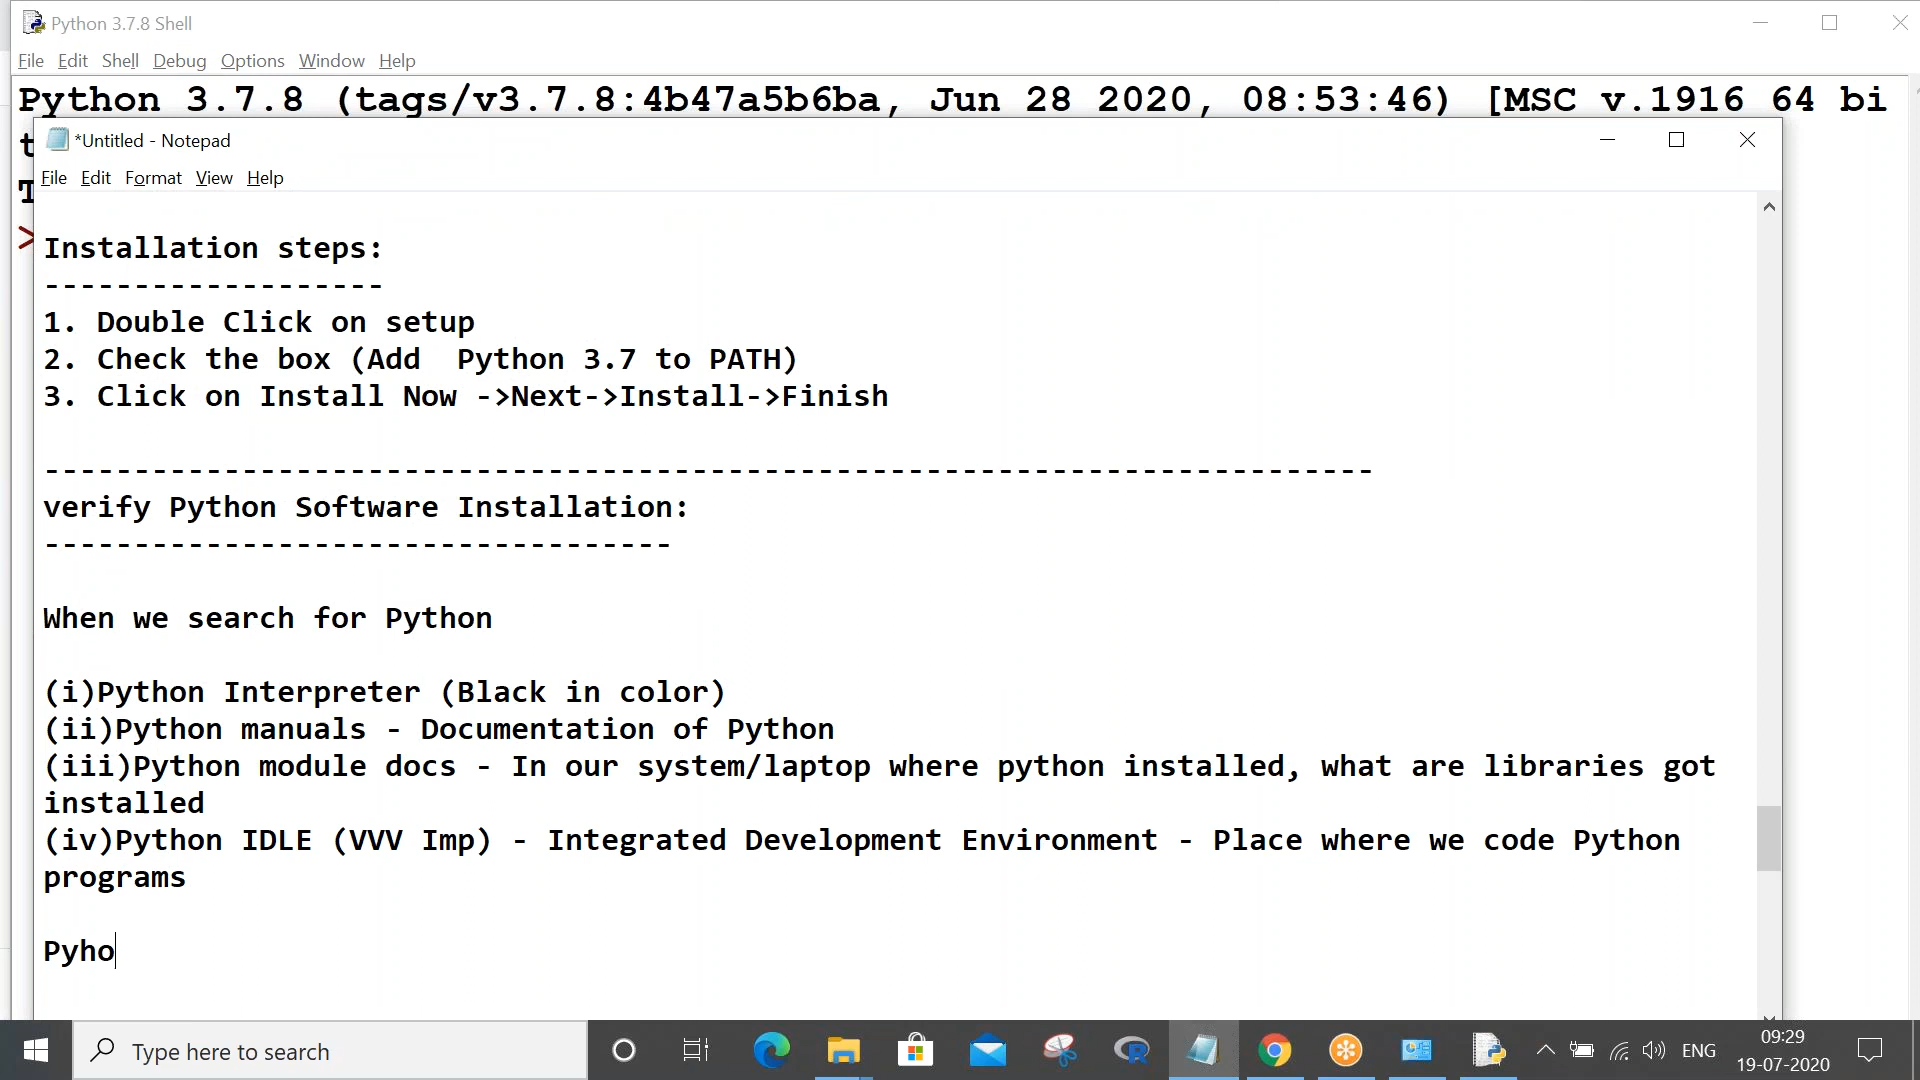 Python 3.7.8 Shell
File Edit Shell Debug Options Window Help
Python 3.7.8 (tags/v3.7.8:4b47a5b6ba, Jun 28 2020, 08:53:46) [MSC v.1916 64 bi
t
T
>
*Untitled - Notepad
File Edit Format View Help
Installation steps:
-------------------
1. Double Click on setup
2. Check the box (Add  Python 3.7 to PATH)
3. Click on Install Now ->Next->Install->Finish
--------------------------------------------------------------------------
verify Python Software Installation:
-----------------------------------
When we search for Python
(i)Python Interpreter (Black in color)
(ii)Python manuals - Documentation of Python
(iii)Python module docs - In our system/laptop where python installed, what are libraries got
installed
(iv)Python IDLE (VVV Imp) - Integrated Development Environment - Place where we code Python
programs
Pyho
Type here to search
ENG
09:29
19-07-2020